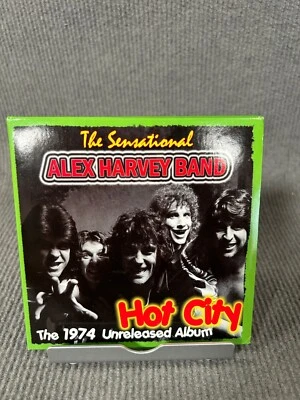 The Sensational
ALEX HARVEY BAND
Hot City
The 1974 Unreleased Album